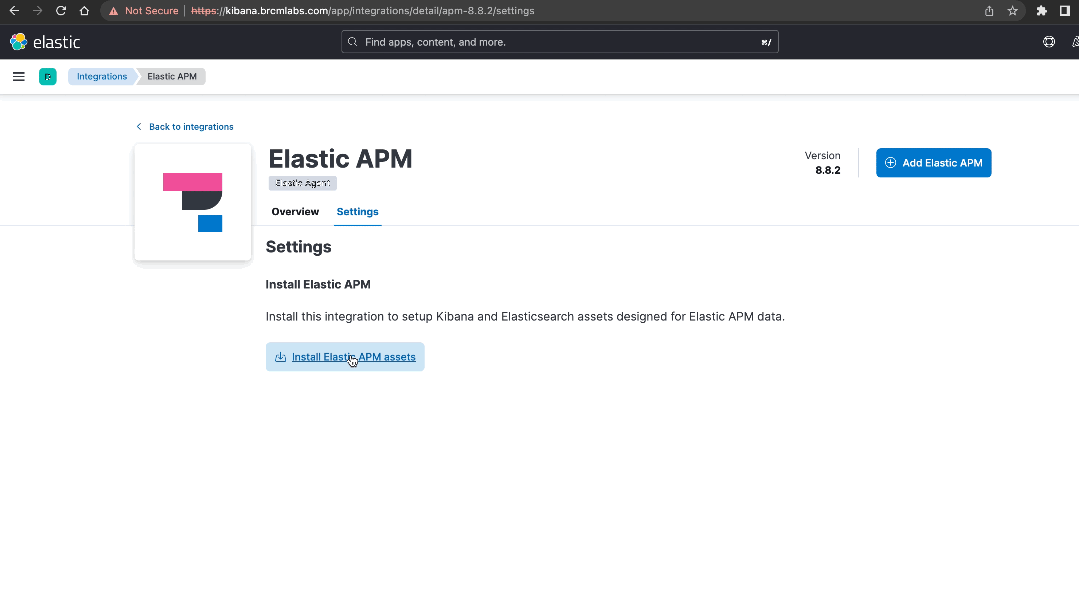 Not Secure https://kibana.brcmlabs.com/app/integrations/detail/apm-8.8.2/settings
elastic Find apps, content, and more. ⌘/
Integrations Elastic APM
Back to integrations
Elastic APM
Version
8.8.2
Add Elastic APM
Elastic Agent
Overview Settings
Settings
Install Elastic APM
Install this integration to setup Kibana and Elasticsearch assets designed for Elastic APM data.
Install Elastic APM assets